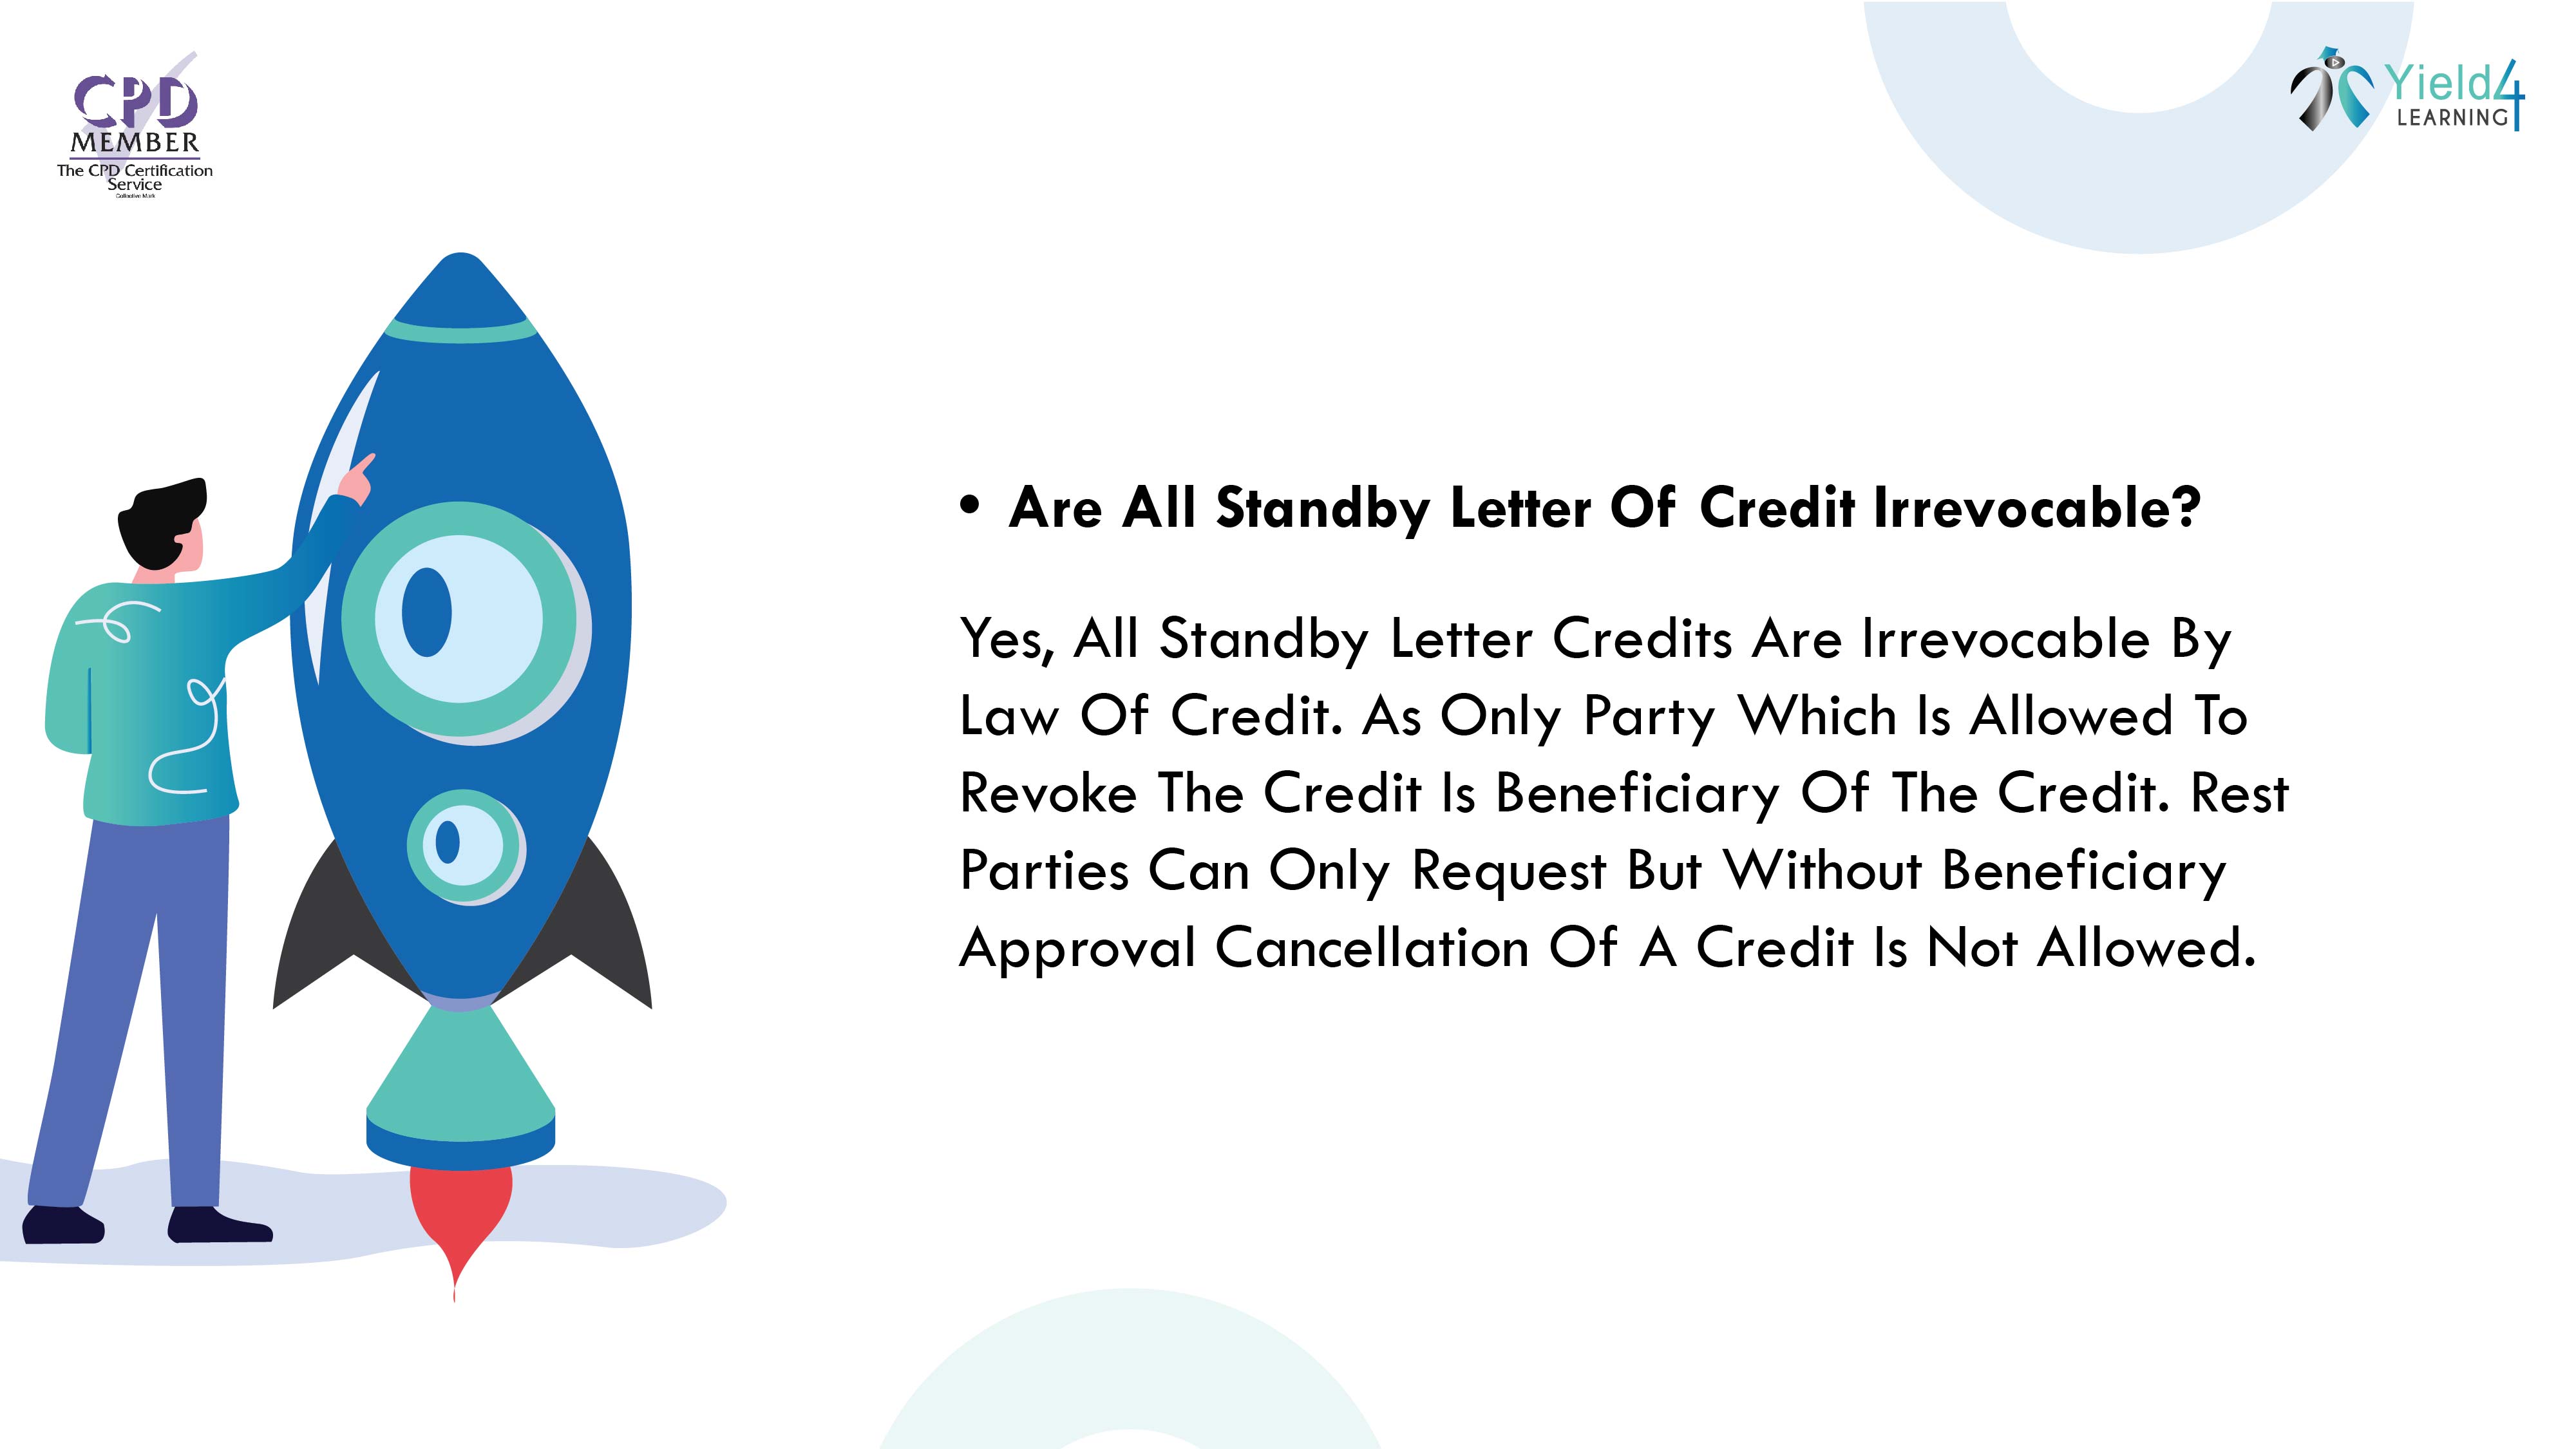 CPD
MEMBER
The CPD Certification
Service
Collective Mark
Yield4
LEARNING
• Are All Standby Letter Of Credit Irrevocable?
Yes, All Standby Letter Credits Are Irrevocable By
Law Of Credit. As Only Party Which Is Allowed To
Revoke The Credit Is Beneficiary Of The Credit. Rest
Parties Can Only Request But Without Beneficiary
Approval Cancellation Of A Credit Is Not Allowed.